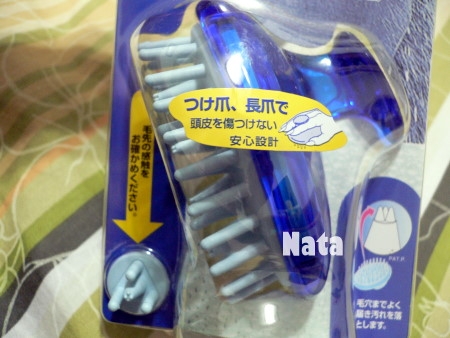 つけ爪、長爪で
頭皮を傷つけない
安心設計
毛先の感触を
お確かめください。
Nata
PAT.P
毛穴までよく
届き汚れを落
とします。